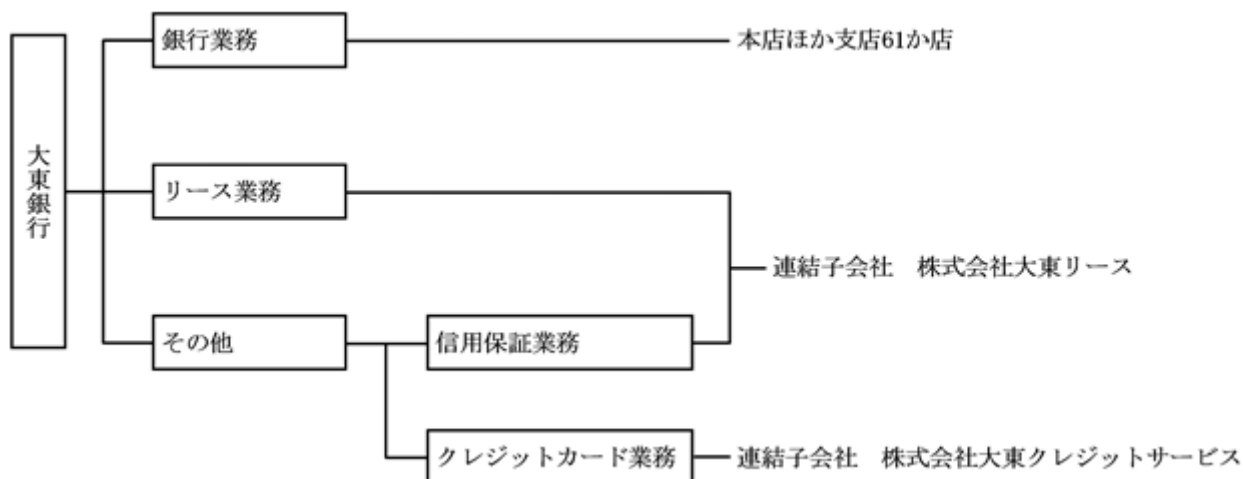 大東銀行
銀行業務
本店ほか支店61か店
リース業務
連結子会社　株式会社大東リース
その他
信用保証業務
クレジットカード業務
連結子会社　株式会社大東クレジットサービス